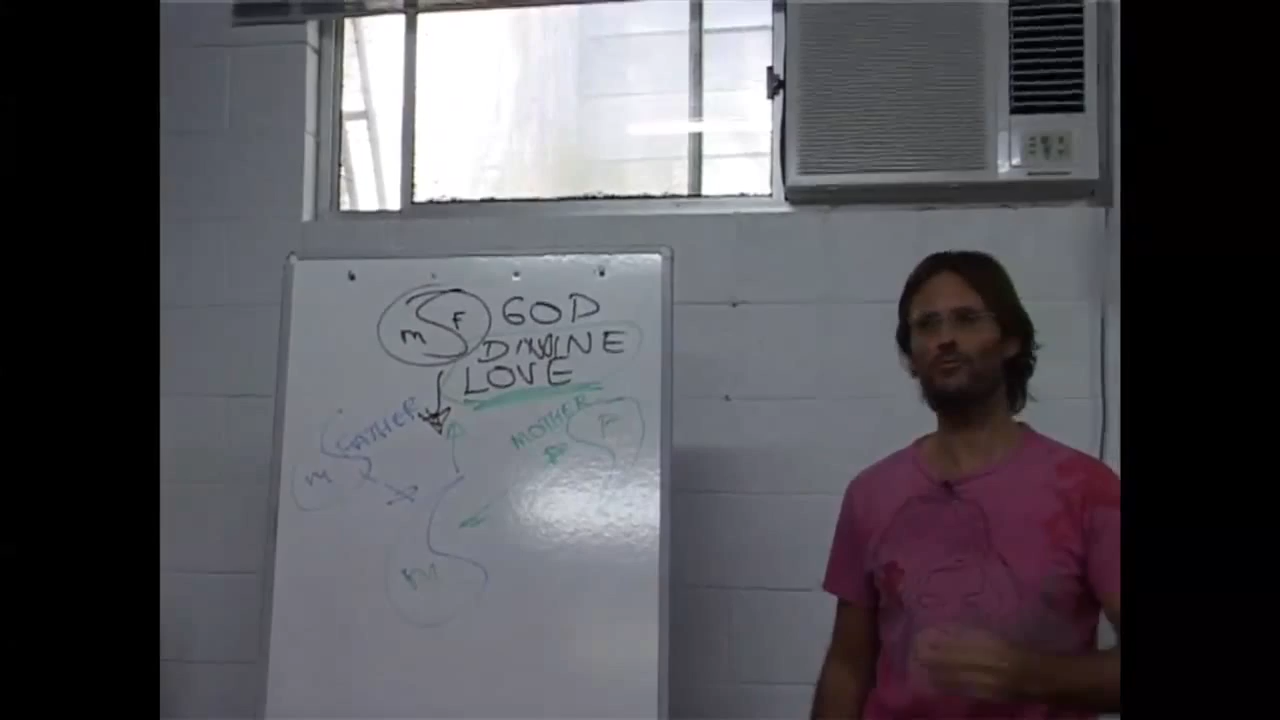 m F GOD
DIVINE
LOVE
FATHER
MOTHER F
m
m